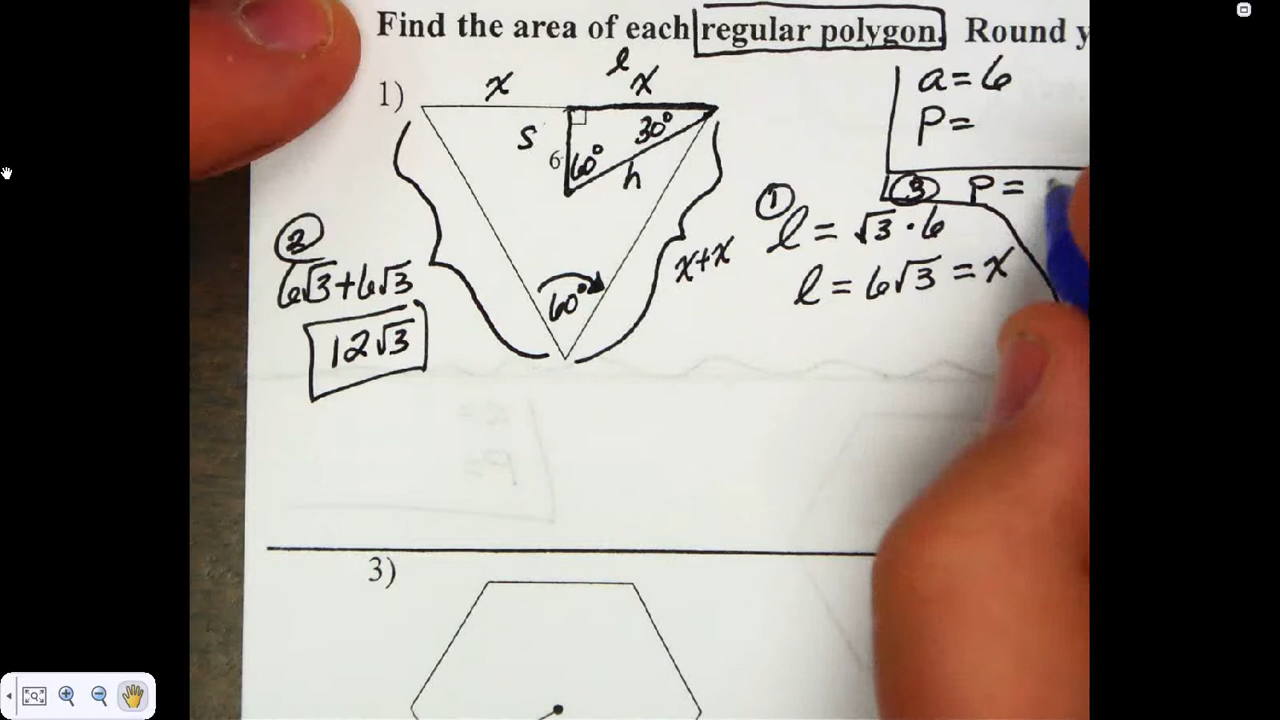 Find the area of each regular polygon. Round y
1)
x
l
x
a = 6
P =
s
6
60°
30°
h
③ P =
①
l = √3 · 6
l = 6√3 = x
②
6√3 + 6√3
12√3
60°
x+x
3)